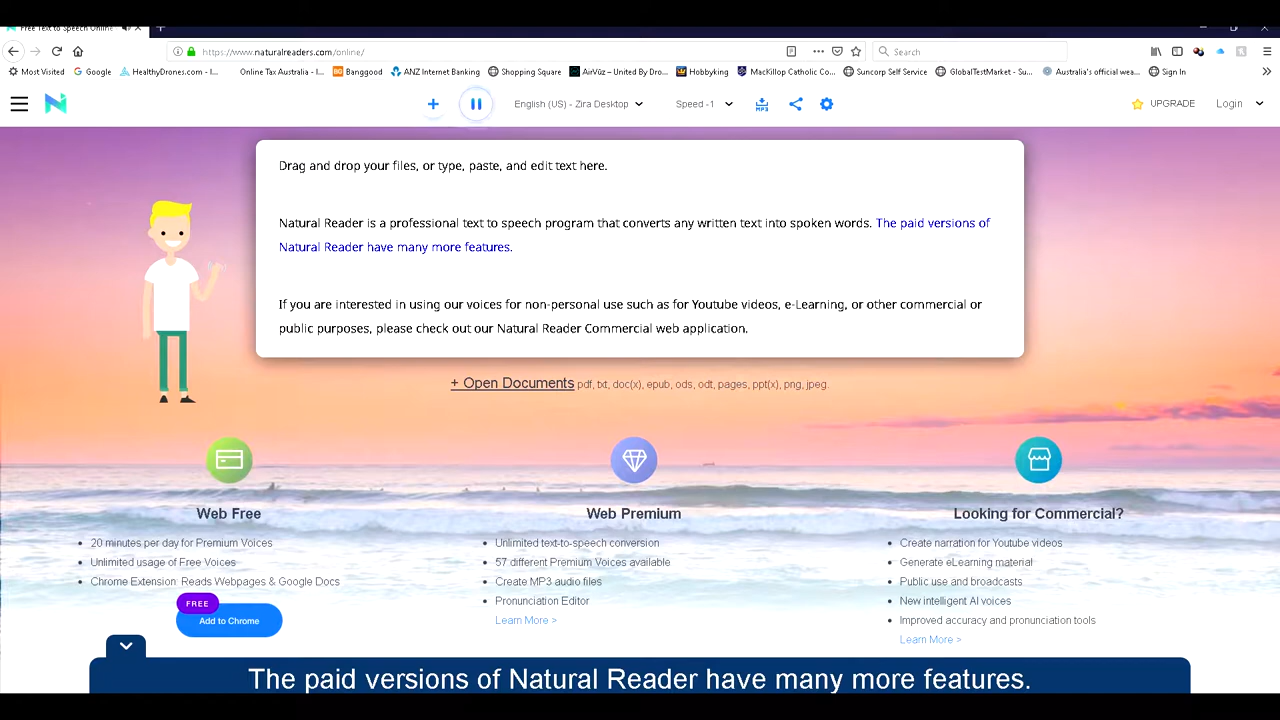 Free Text to Speech Online
https://www.naturalreaders.com/online/
Search
Most Visited Google HealthyDrones.com - I... Online Tax Australia - I... Banggood ANZ Internet Banking Shopping Square AirVūz – United By Dro... Hobbyking MacKillop Catholic Co... Suncorp Self Service GlobalTestMarket - Su... Australia's official wea... Sign In
English (US) - Zira Desktop Speed -1 MP3 UPGRADE Login
Drag and drop your files, or type, paste, and edit text here.
Natural Reader is a professional text to speech program that converts any written text into spoken words. The paid versions of
Natural Reader have many more features.
If you are interested in using our voices for non-personal use such as for Youtube videos, e-Learning, or other commercial or
public purposes, please check out our Natural Reader Commercial web application.
+ Open Documents pdf, txt, doc(x), epub, ods, odt, pages, ppt(x), png, jpeg.
Web Free
20 minutes per day for Premium Voices
Unlimited usage of Free Voices
Chrome Extension: Reads Webpages & Google Docs
FREE
Add to Chrome
Web Premium
Unlimited text-to-speech conversion
57 different Premium Voices available
Create MP3 audio files
Pronunciation Editor
Learn More >
Looking for Commercial?
Create narration for Youtube videos
Generate eLearning material
Public use and broadcasts
New intelligent AI voices
Improved accuracy and pronunciation tools
Learn More >
The paid versions of Natural Reader have many more features.